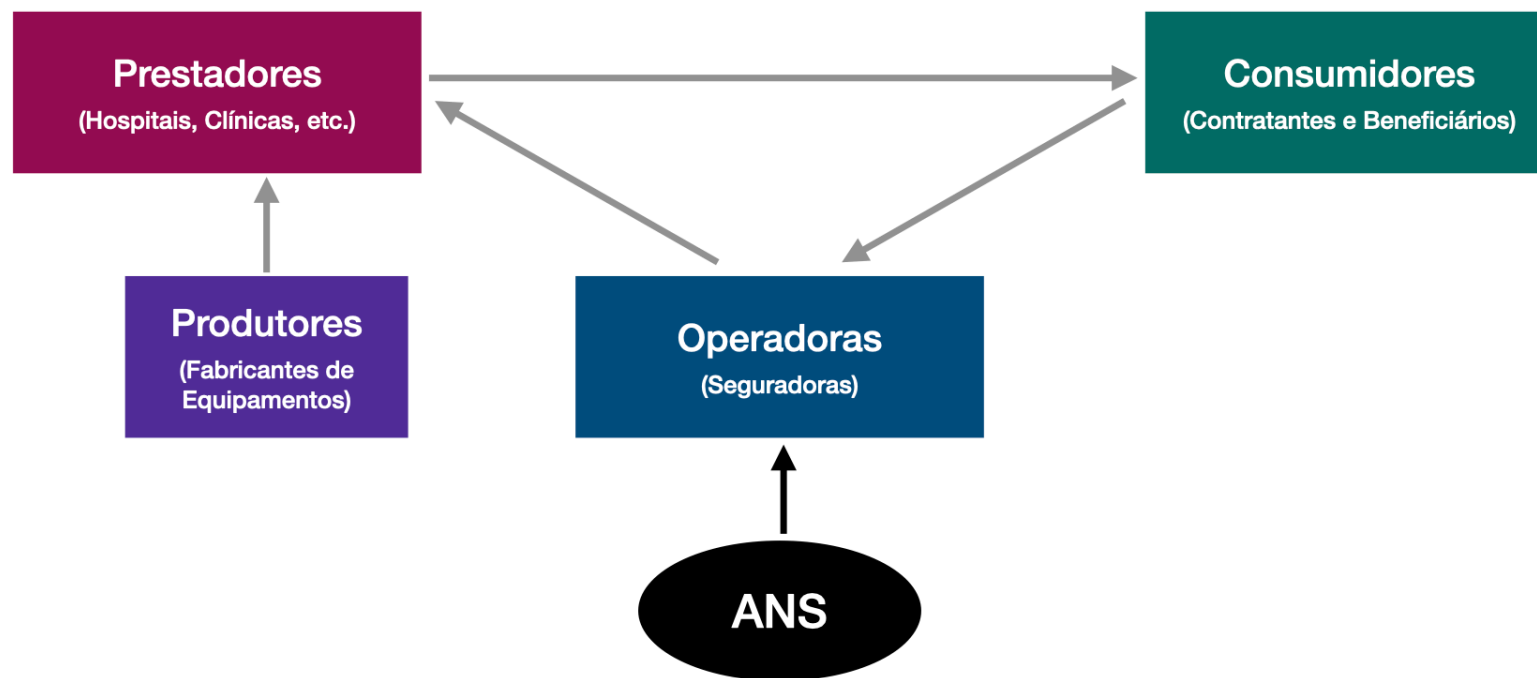 Prestadores
(Hospitais, Clínicas, etc.)
Consumidores
(Contratantes e Beneficiários)
Produtores
(Fabricantes de
Equipamentos)
Operadoras
(Seguradoras)
ANS